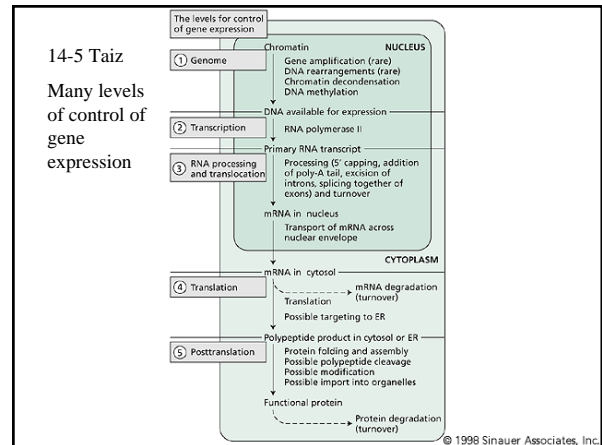 14-5 Taiz
Many levels
of control of
gene
expression
The levels for control
of gene expression
NUCLEUS
Chromatin
1 Genome
Gene amplification (rare)
DNA rearrangements (rare)
Chromatin decondensation
DNA methylation
DNA available for expression
2 Transcription
RNA polymerase II
Primary RNA transcript
3 RNA processing
and translocation
Processing (5' capping, addition
of poly-A tail, excision of
introns, splicing together of
exons) and turnover
mRNA in nucleus
Transport of mRNA across
nuclear envelope
CYTOPLASM
mRNA in cytosol
4 Translation
mRNA degradation
(turnover)
Translation
Possible targeting to ER
Polypeptide product in cytosol or ER
5 Posttranslation
Protein folding and assembly
Possible polypeptide cleavage
Possible modification
Possible import into organelles
Functional protein
Protein degradation
(turnover)
© 1998 Sinauer Associates, Inc.